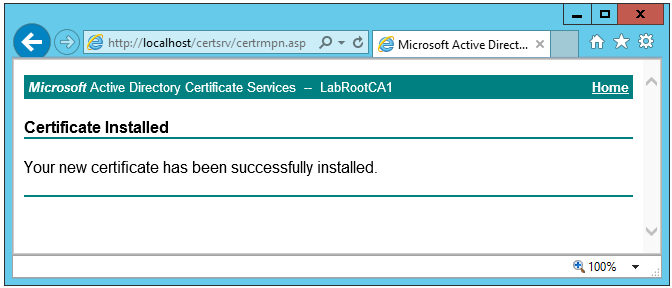 http://localhost/certsrv/certrmpn.asp
Microsoft Active Direct...
Microsoft Active Directory Certificate Services -- LabRootCA1 Home
Certificate Installed
Your new certificate has been successfully installed.
100%